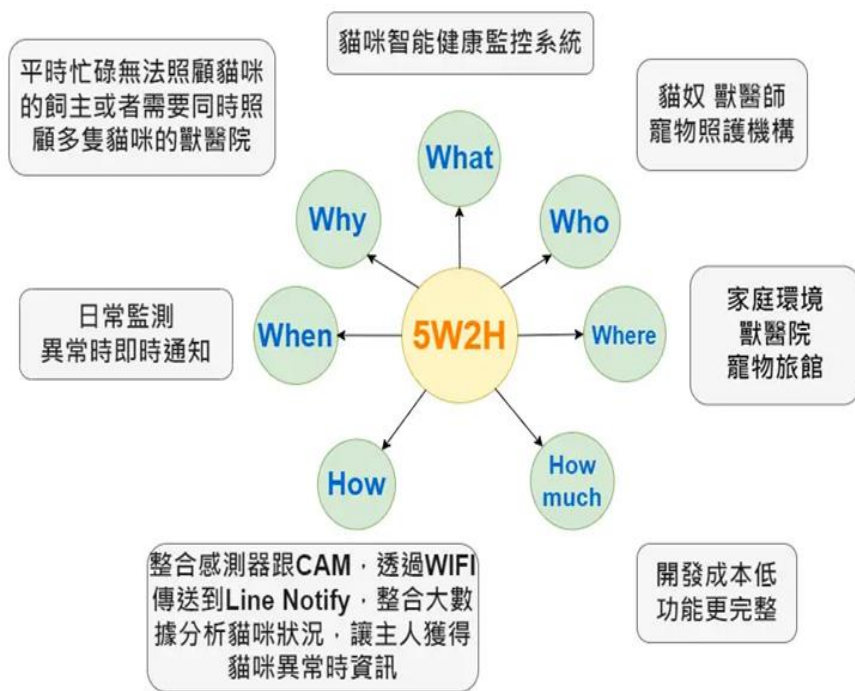 貓咪智能健康監控系統
平時忙碌無法照顧貓咪
的飼主或者需要同時照
顧多隻貓咪的獸醫院
貓奴 獸醫師
寵物照護機構
What
Why
Who
日常監測
異常時即時通知
When
5W2H
Where
家庭環境
獸醫院
寵物旅館
How
How
much
整合感測器跟CAM，透過WIFI
傳送到Line Notify，整合大數
據分析貓咪狀況，讓主人獲得
貓咪異常時資訊
開發成本低
功能更完整